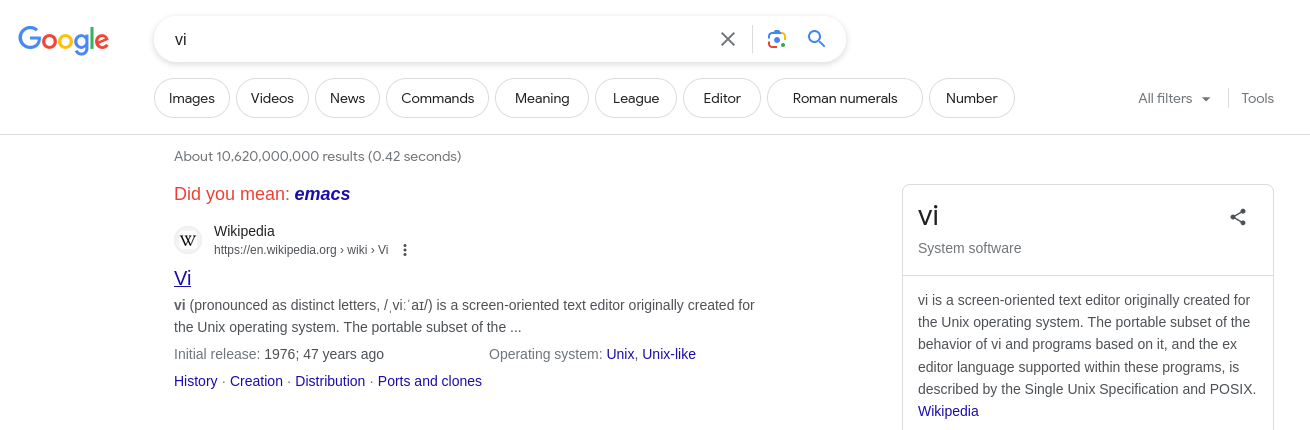 Google
vi
Images Videos News Commands Meaning League Editor Roman numerals Number All filters Tools
About 10,620,000,000 results (0.42 seconds)
Did you mean: emacs
W
Wikipedia
https://en.wikipedia.org › wiki › Vi
Vi
vi (pronounced as distinct letters, /ˌviːˈaɪ/) is a screen-oriented text editor originally created for
the Unix operating system. The portable subset of the ...
Initial release: 1976; 47 years ago Operating system: Unix, Unix-like
History · Creation · Distribution · Ports and clones
vi
System software
vi is a screen-oriented text editor originally created for
the Unix operating system. The portable subset of the
behavior of vi and programs based on it, and the ex
editor language supported within these programs, is
described by the Single Unix Specification and POSIX.
Wikipedia